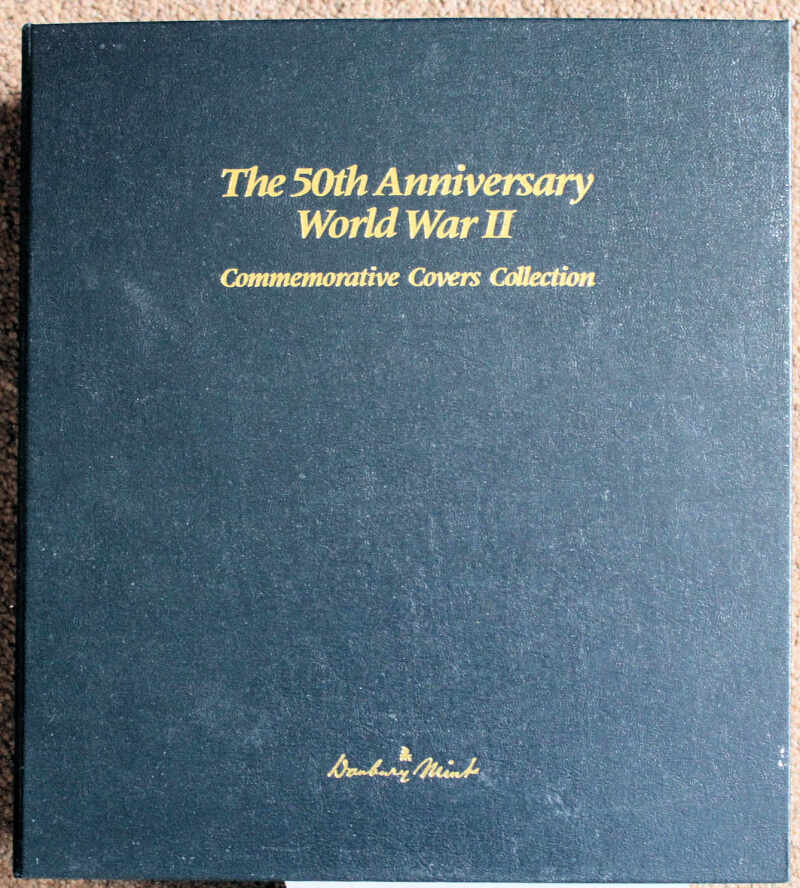 The 50th Anniversary
World War II
Commemorative Covers Collection
Danbury Mint